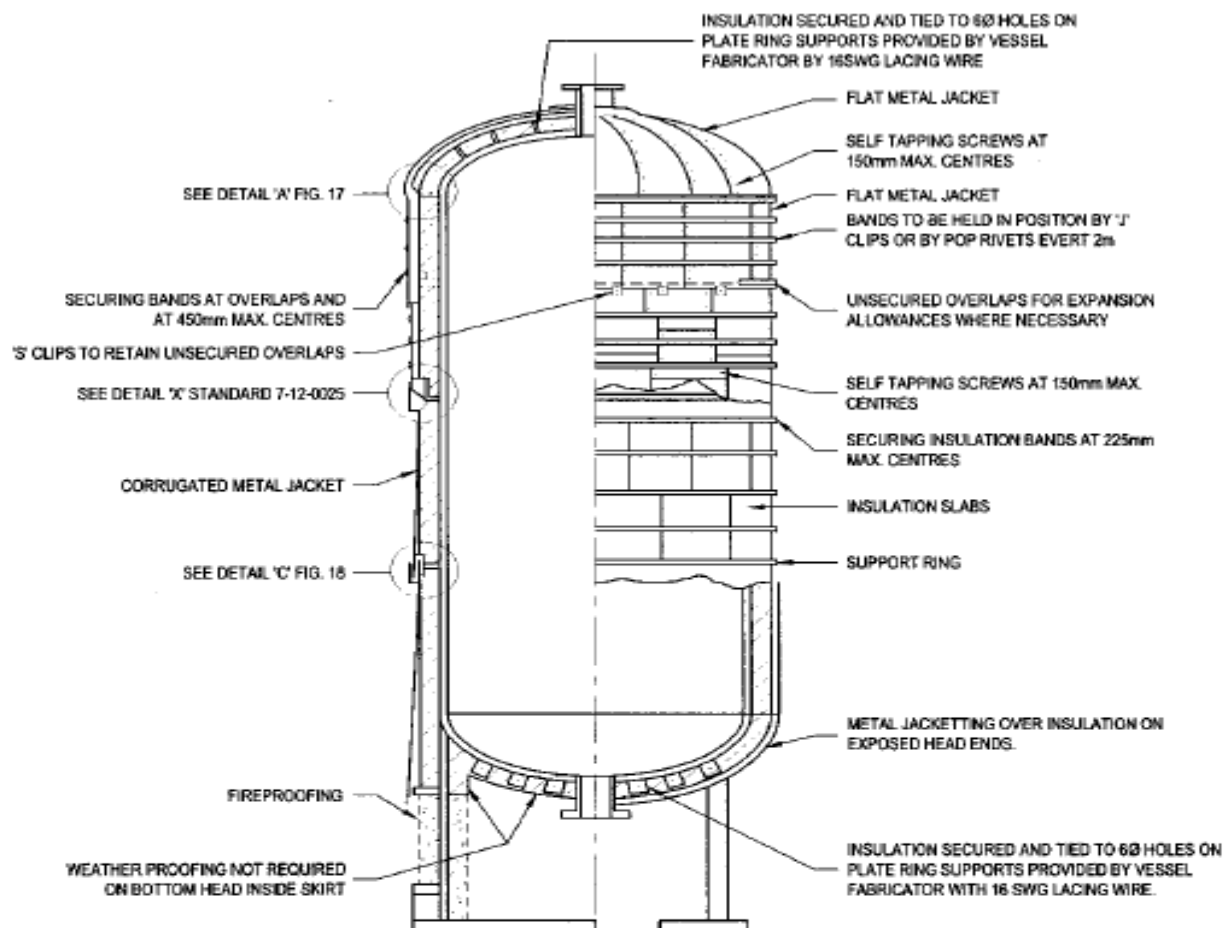 INSULATION SECURED AND TIED TO 6Ø HOLES ON
PLATE RING SUPPORTS PROVIDED BY VESSEL
FABRICATOR BY 16SWG LACING WIRE
FLAT METAL JACKET
SELF TAPPING SCREWS AT
150mm MAX. CENTRES
SEE DETAIL 'A' FIG. 17
FLAT METAL JACKET
BANDS TO BE HELD IN POSITION BY 'J'
CLIPS OR BY POP RIVETS EVERT 2m
SECURING BANDS AT OVERLAPS AND
AT 450mm MAX. CENTRES
UNSECURED OVERLAPS FOR EXPANSION
ALLOWANCES WHERE NECESSARY
'S' CLIPS TO RETAIN UNSECURED OVERLAPS
SEE DETAIL 'X' STANDARD 7-12-0025
SELF TAPPING SCREWS AT 150mm MAX.
CENTRES
SECURING INSULATION BANDS AT 225mm
MAX. CENTRES
CORRUGATED METAL JACKET
INSULATION SLABS
SEE DETAIL 'C' FIG. 18
SUPPORT RING
METAL JACKETTING OVER INSULATION ON
EXPOSED HEAD ENDS.
FIREPROOFING
WEATHER PROOFING NOT REQUIRED
ON BOTTOM HEAD INSIDE SKIRT
INSULATION SECURED AND TIED TO 6Ø HOLES ON
PLATE RING SUPPORTS PROVIDED BY VESSEL
FABRICATOR WITH 16 SWG LACING WIRE.